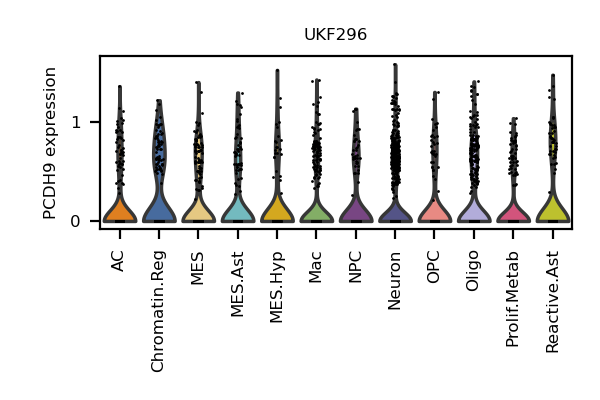 UKF296
PCDH9 expression
1
0
AC
Chromatin.Reg
MES
MES.Ast
MES.Hyp
Mac
NPC
Neuron
OPC
Oligo
Prolif.Metab
Reactive.Ast